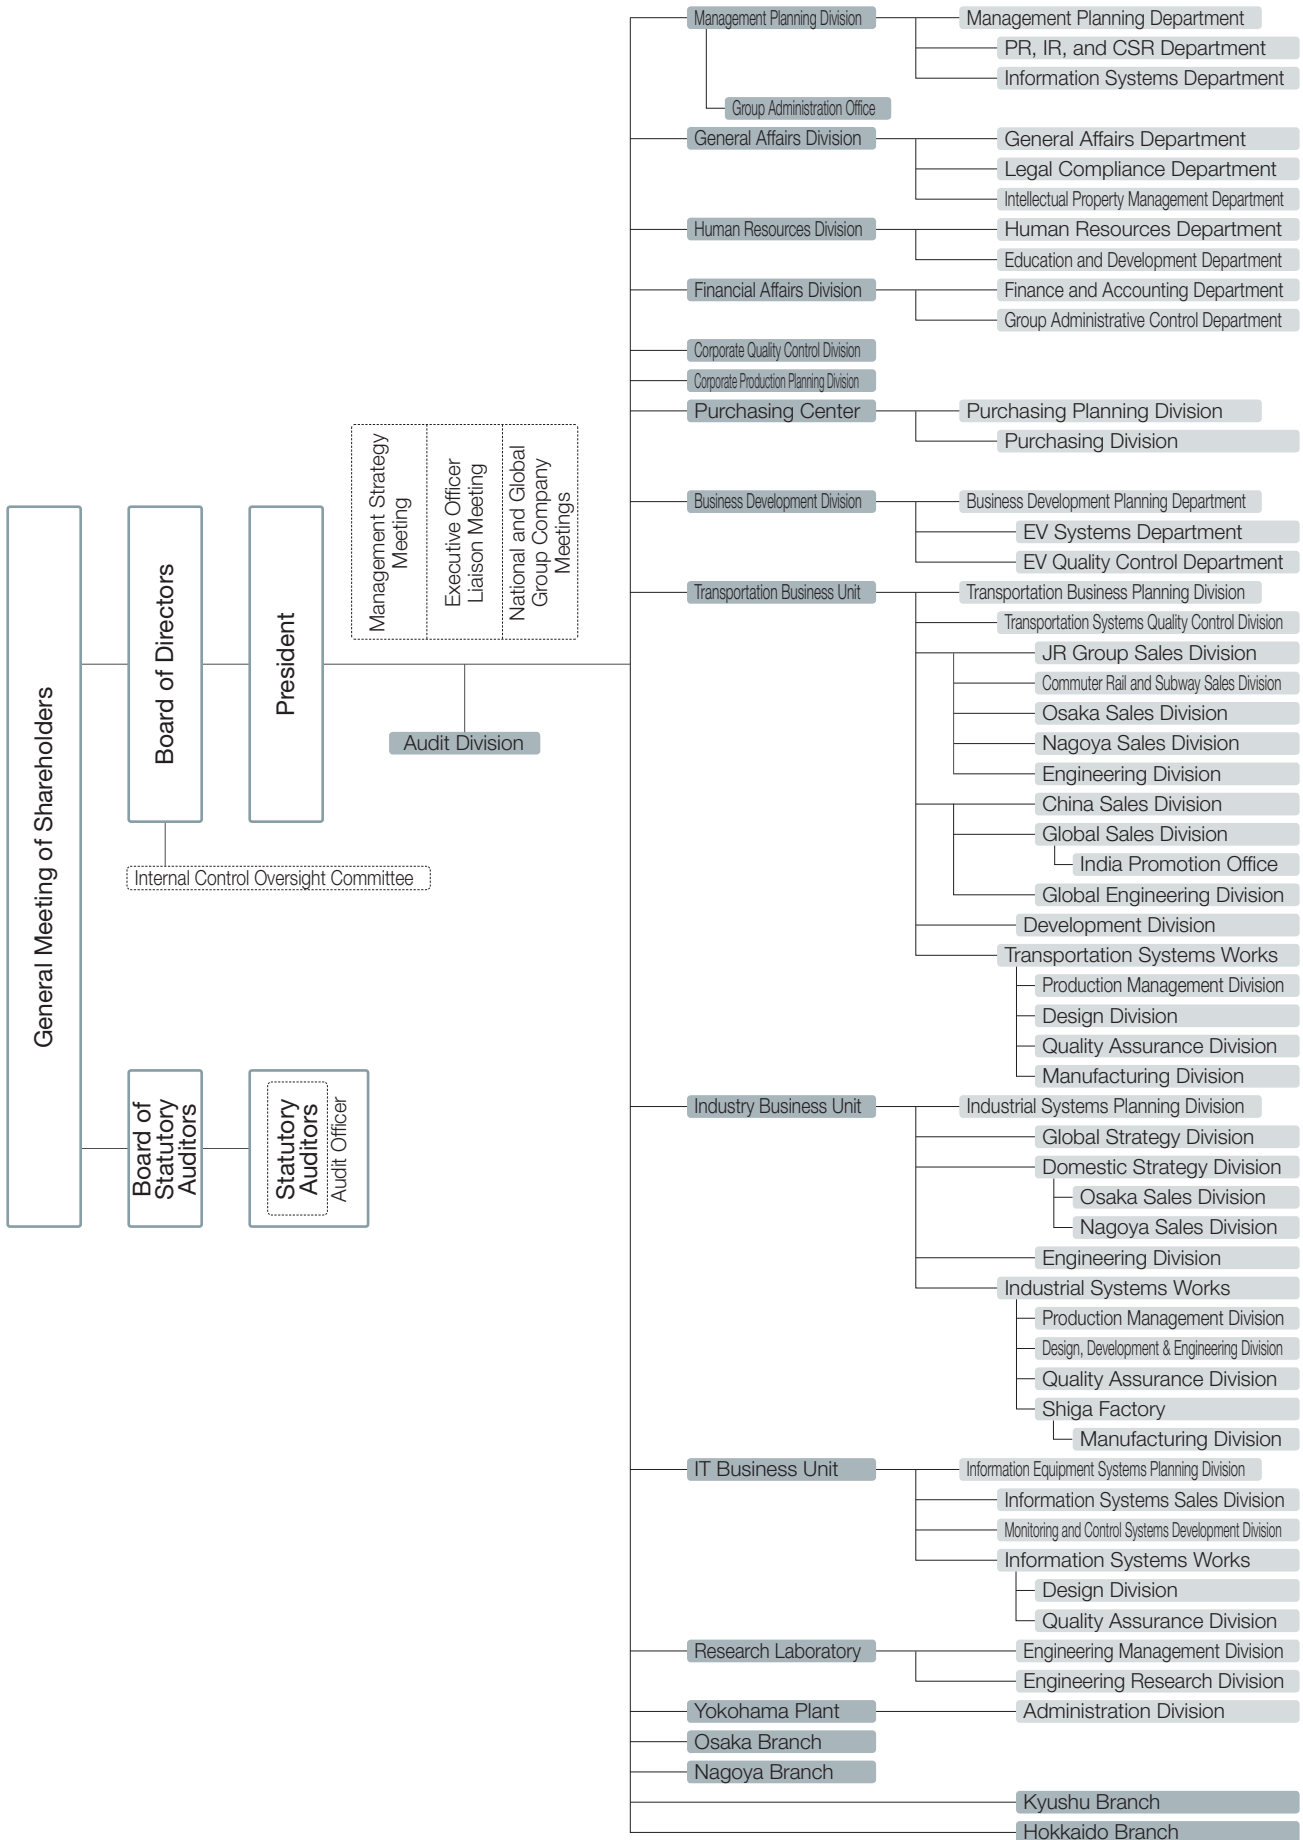 General Meeting of Shareholders
Board of Directors
President
Internal Control Oversight Committee
Board of
Statutory
Auditors
Statutory
Auditors
Audit Officer
Management Strategy
Meeting
Executive Officer
Liaison Meeting
National and Global
Group Company
Meetings
Audit Division
Management Planning Division
Management Planning Department
PR, IR, and CSR Department
Information Systems Department
Group Administration Office
General Affairs Division
General Affairs Department
Legal Compliance Department
Intellectual Property Management Department
Human Resources Division
Human Resources Department
Education and Development Department
Financial Affairs Division
Finance and Accounting Department
Group Administrative Control Department
Corporate Quality Control Division
Corporate Production Planning Division
Purchasing Center
Purchasing Planning Division
Purchasing Division
Business Development Division
Business Development Planning Department
EV Systems Department
EV Quality Control Department
Transportation Business Unit
Transportation Business Planning Division
Transportation Systems Quality Control Division
JR Group Sales Division
Commuter Rail and Subway Sales Division
Osaka Sales Division
Nagoya Sales Division
Engineering Division
China Sales Division
Global Sales Division
India Promotion Office
Global Engineering Division
Development Division
Transportation Systems Works
Production Management Division
Design Division
Quality Assurance Division
Manufacturing Division
Industry Business Unit
Industrial Systems Planning Division
Global Strategy Division
Domestic Strategy Division
Osaka Sales Division
Nagoya Sales Division
Engineering Division
Industrial Systems Works
Production Management Division
Design, Development & Engineering Division
Quality Assurance Division
Shiga Factory
Manufacturing Division
IT Business Unit
Information Equipment Systems Planning Division
Information Systems Sales Division
Monitoring and Control Systems Development Division
Information Systems Works
Design Division
Quality Assurance Division
Research Laboratory
Engineering Management Division
Engineering Research Division
Yokohama Plant
Administration Division
Osaka Branch
Nagoya Branch
Kyushu Branch
Hokkaido Branch